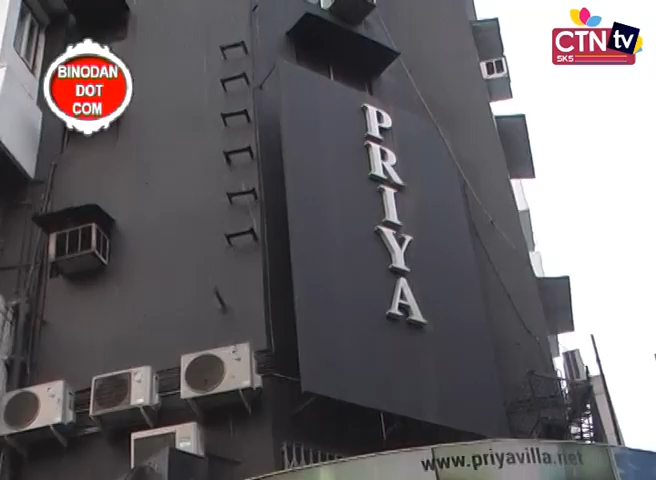 BINODAN
DOT
COM
CTN tv
SKS
PRIYA
www.priyavilla.net